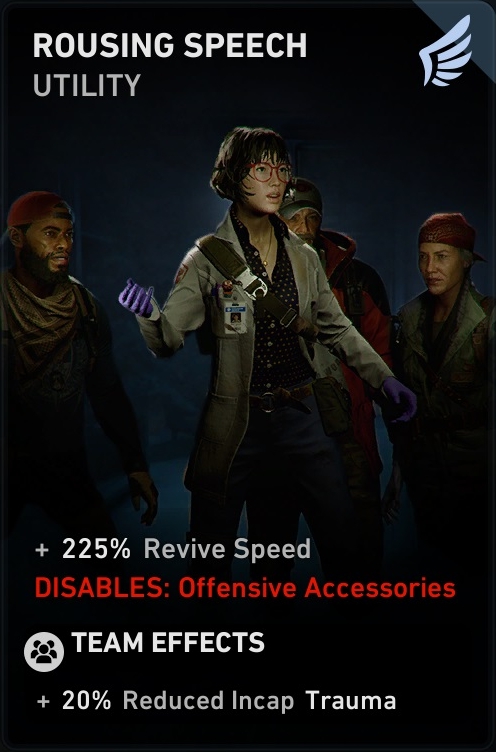 ROUSING SPEECH
UTILITY
+ 225% Revive Speed
DISABLES: Offensive Accessories
TEAM EFFECTS
+ 20% Reduced Incap Trauma